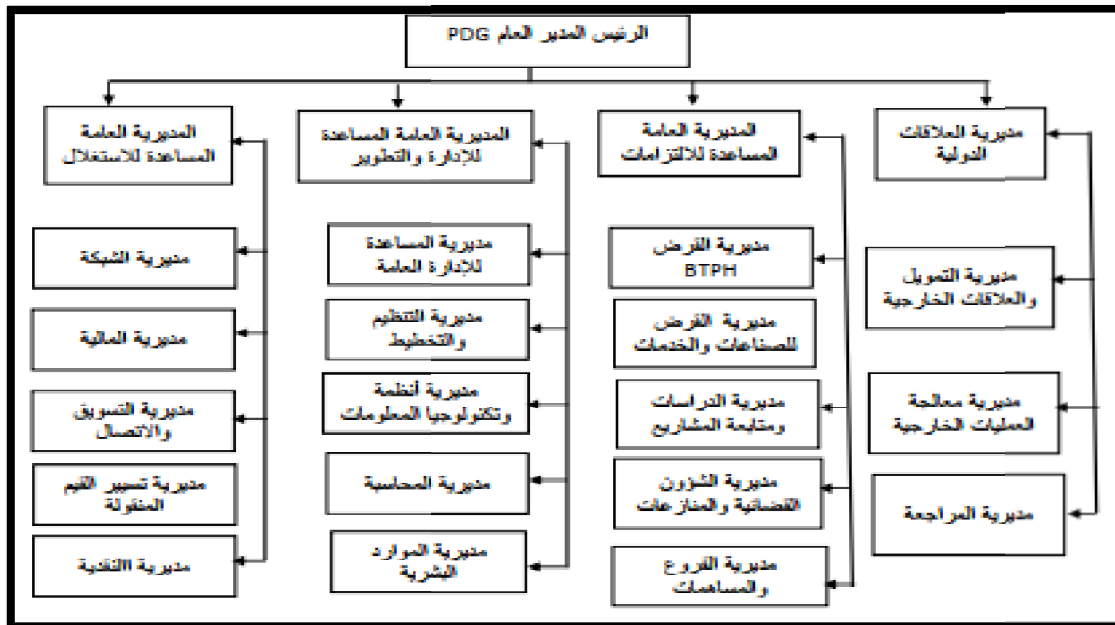 الرئيس المدير العام PDG
مديرية العلاقات
الدولية
المديرية العامة
المساعدة للالتزامات
المديرية العامة المساعدة
للإدارة والتطوير
المديرية العامة
المساعدة للاستغلال
مديرية التمويل
والعلاقات الخارجية
مديرية معالجة
العمليات الخارجية
مديرية المراجعة
مديرية القرض
BTPH
مديرية القرض
للصناعات والخدمات
مديرية الدراسات
ومتابعة المشاريع
مديرية الشؤون
القضائية والمنازعات
مديرية الفروع
والمساهمات
مديرية المساعدة
للإدارة العامة
مديرية التنظيم
والتخطيط
مديرية أنظمة
وتكنولوجيا المعلومات
مديرية المحاسبة
مديرية الموارد
البشرية
مديرية الشبكة
مديرية المالية
مديرية التسويق
والاتصال
مديرية تسيير القيم
المنقولة
مديرية االنقدية